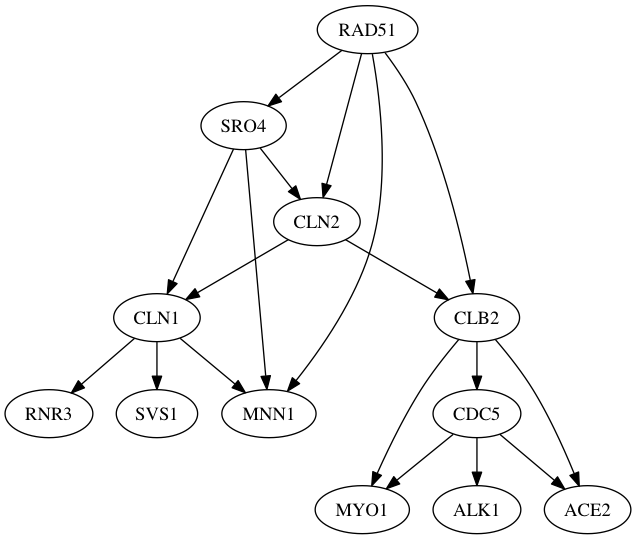 RAD51
SRO4
CLN2
CLN1
CLB2
RNR3
SVS1
MNN1
CDC5
MYO1
ALK1
ACE2